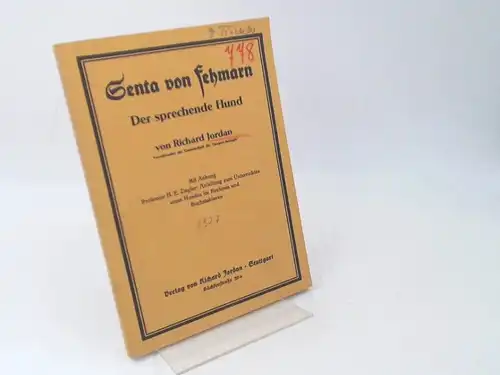 778
Senta von Fehmarn
Der sprechende Hund
von Richard Jordan
Mit Anhang
Professor H. E. Ziegler: Anleitung zum Unterrichte
eines Hundes im Rechnen und
Buchstabieren
1927
Verlag von Richard Jordan - Stuttgart